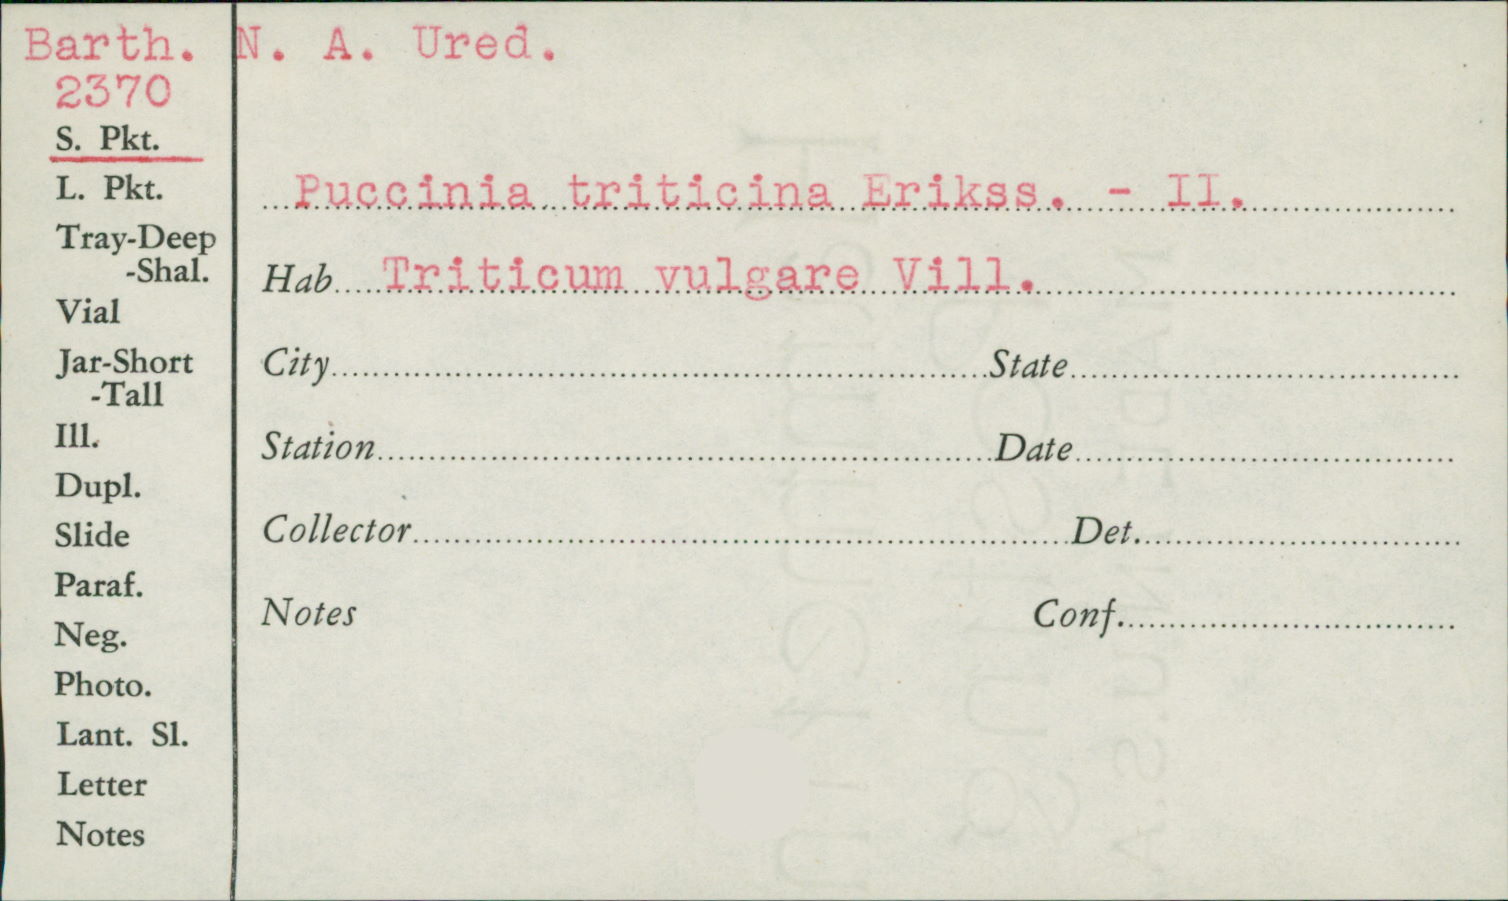 Barth. N. A. Ured.
2370
S. Pkt.
L. Pkt.
Tray-Deep
-Shal.
Vial
Jar-Short
-Tall
Ill.
Dupl.
Slide
Paraf.
Neg.
Photo.
Lant. Sl.
Letter
Notes
Puccinia triticina Erikss. - II.
Hab Triticum vulgare Vill.
City State
Station Date
Collector Det.
Notes Conf.